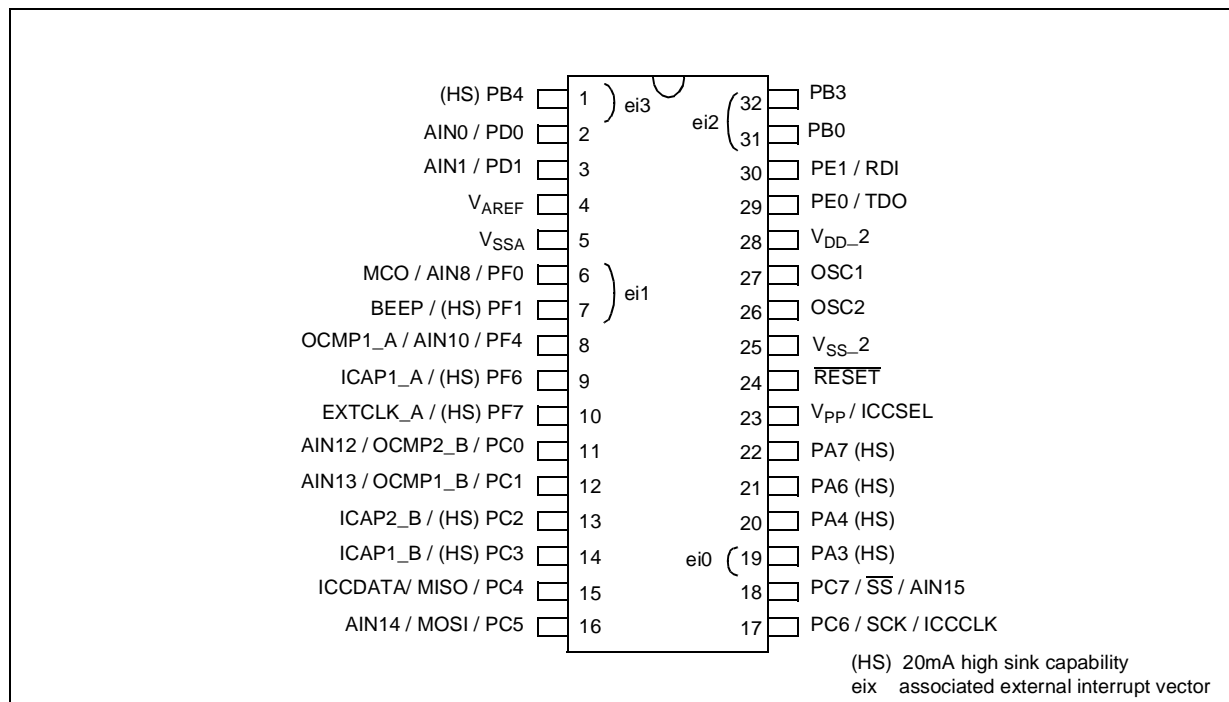 (HS) PB4 1 ei3 ei2 32 PB3
AIN0 / PD0 2 31 PB0
AIN1 / PD1 3 30 PE1 / RDI
VAREF 4 29 PE0 / TDO
VSSA 5 28 VDD_2
MCO / AIN8 / PF0 6 27 OSC1
BEEP / (HS) PF1 7 ei1 26 OSC2
OCMP1_A / AIN10 / PF4 8 25 VSS_2
ICAP1_A / (HS) PF6 9 24 RESET
EXTCLK_A / (HS) PF7 10 23 VPP / ICCSEL
AIN12 / OCMP2_B / PC0 11 22 PA7 (HS)
AIN13 / OCMP1_B / PC1 12 21 PA6 (HS)
ICAP2_B / (HS) PC2 13 20 PA4 (HS)
ICAP1_B / (HS) PC3 14 ei0 19 PA3 (HS)
ICCDATA/ MISO / PC4 15 18 PC7 / SS / AIN15
AIN14 / MOSI / PC5 16 17 PC6 / SCK / ICCCLK
(HS) 20mA high sink capability
eix associated external interrupt vector